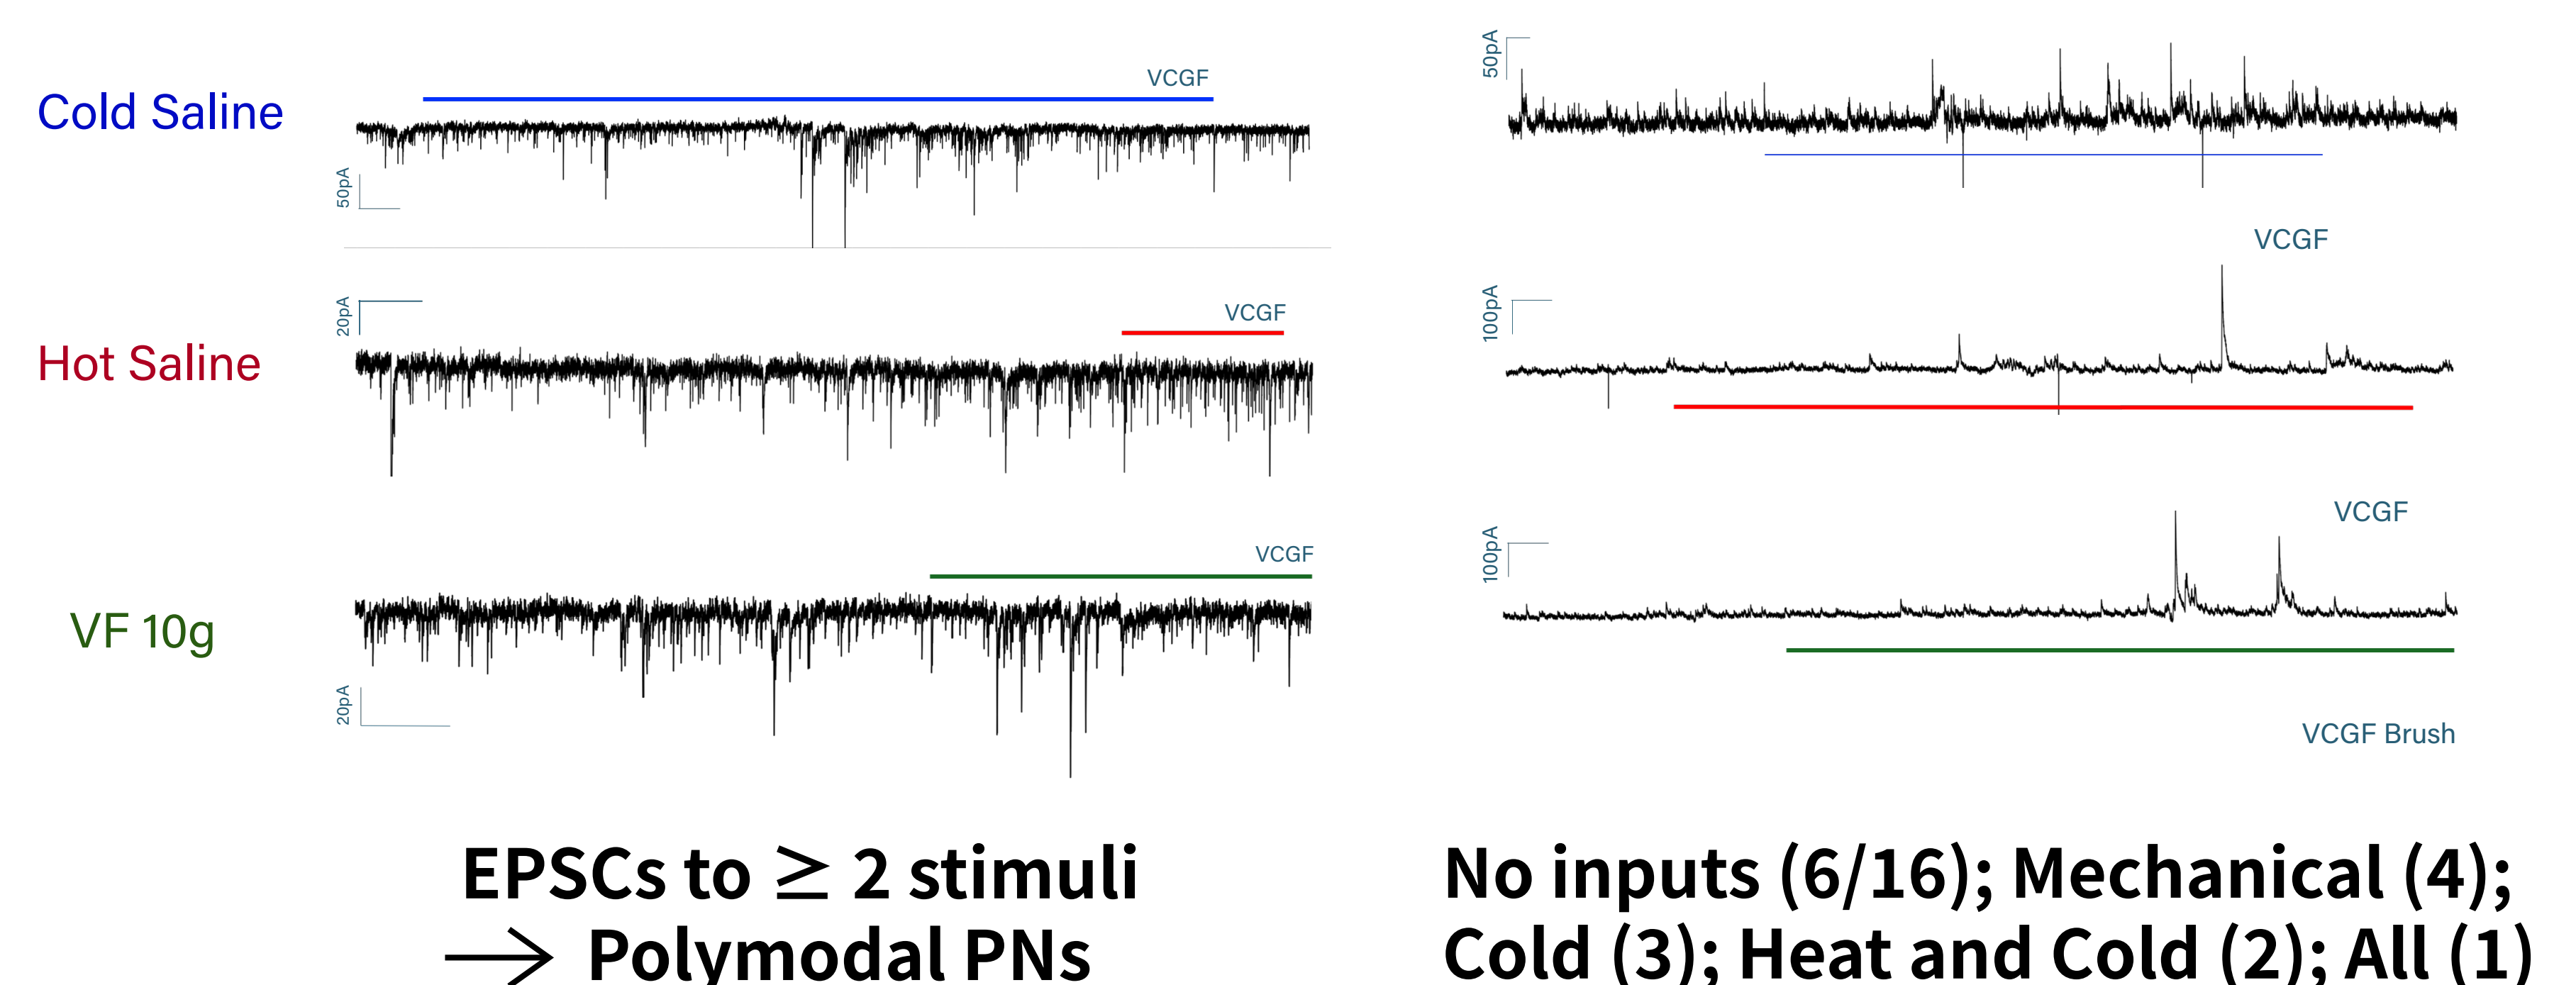 Cold Saline
VCGF
50pA
50pA
Hot Saline
20pA
VCGF
100pA
VCGF
VF 10g
VCGF
20pA
100pA
VCGF
VCGF Brush
EPSCs to ≥ 2 stimuli
→ Polymodal PNs
No inputs (6/16); Mechanical (4);
Cold (3); Heat and Cold (2); All (1)